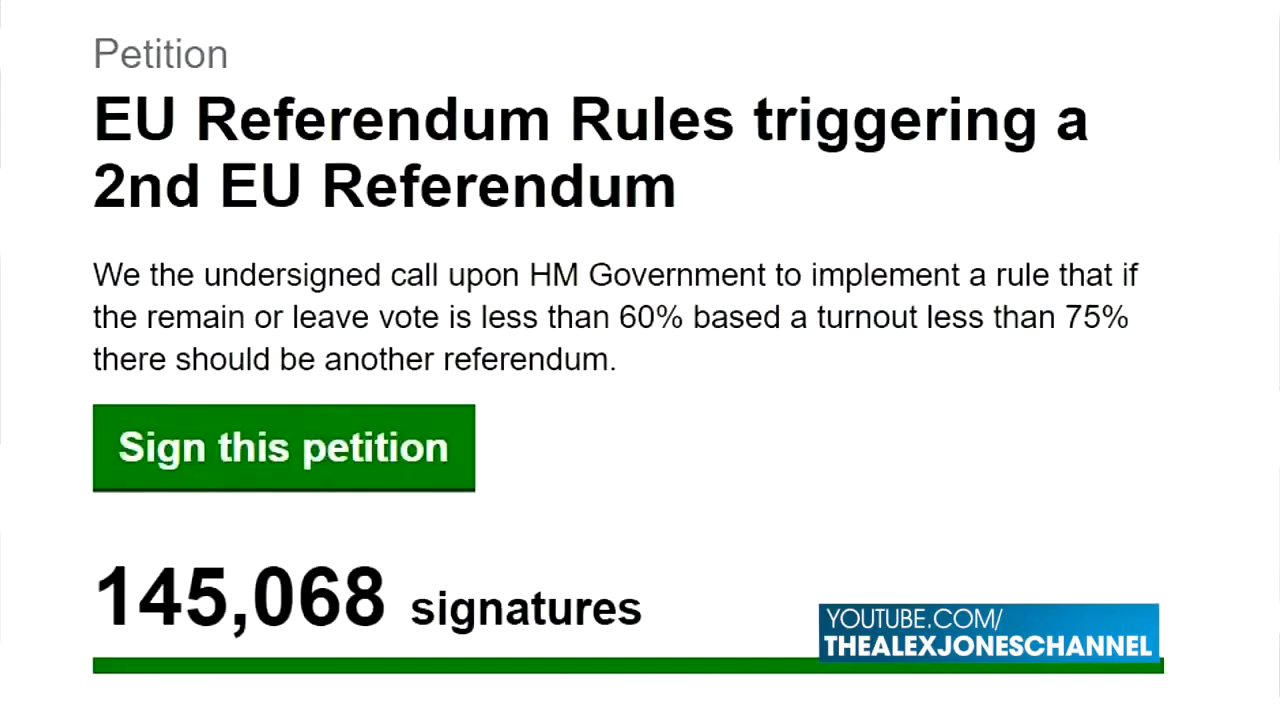 Petition
EU Referendum Rules triggering a
2nd EU Referendum
We the undersigned call upon HM Government to implement a rule that if
the remain or leave vote is less than 60% based a turnout less than 75%
there should be another referendum.
Sign this petition
145,068 signatures
YOUTUBE.COM/
THEALEXJONESCHANNEL